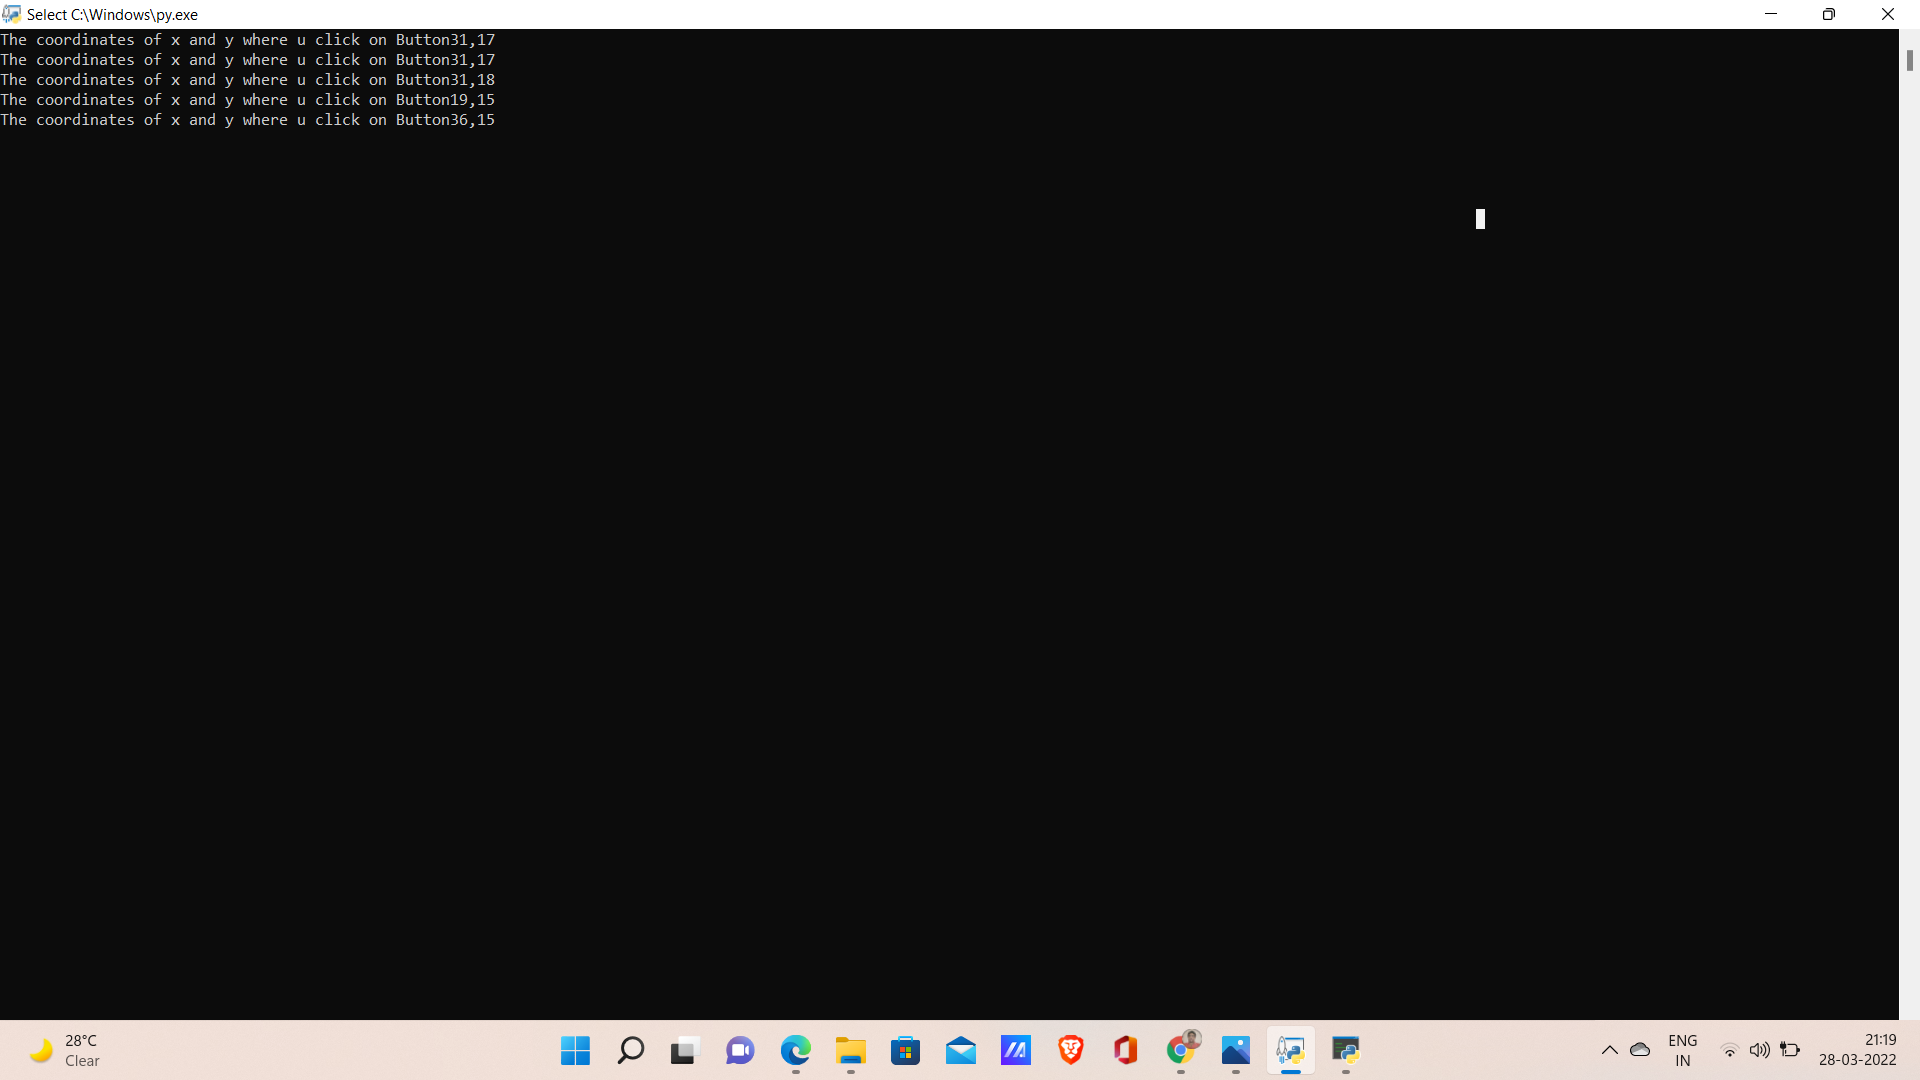 Select C:\Windows\py.exe
The coordinates of x and y where u click on Button31,17
The coordinates of x and y where u click on Button31,17
The coordinates of x and y where u click on Button31,18
The coordinates of x and y where u click on Button19,15
The coordinates of x and y where u click on Button36,15
28°C
Clear
ENG
IN
21:19
28-03-2022